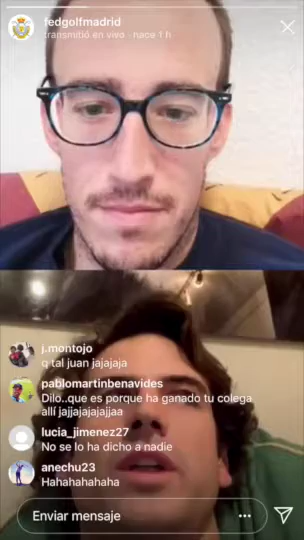 fedgolfmadrid
transmitió en vivo · hace 1 h
j.montojo
q tal juan jajajaja
pablomartinbenavides
Dilo..que es porque ha ganado tu colega
allí jajjajajajajjaa
lucia_jimenez27
No se lo ha dicho a nadie
anechu23
Hahahahahaha
Enviar mensaje